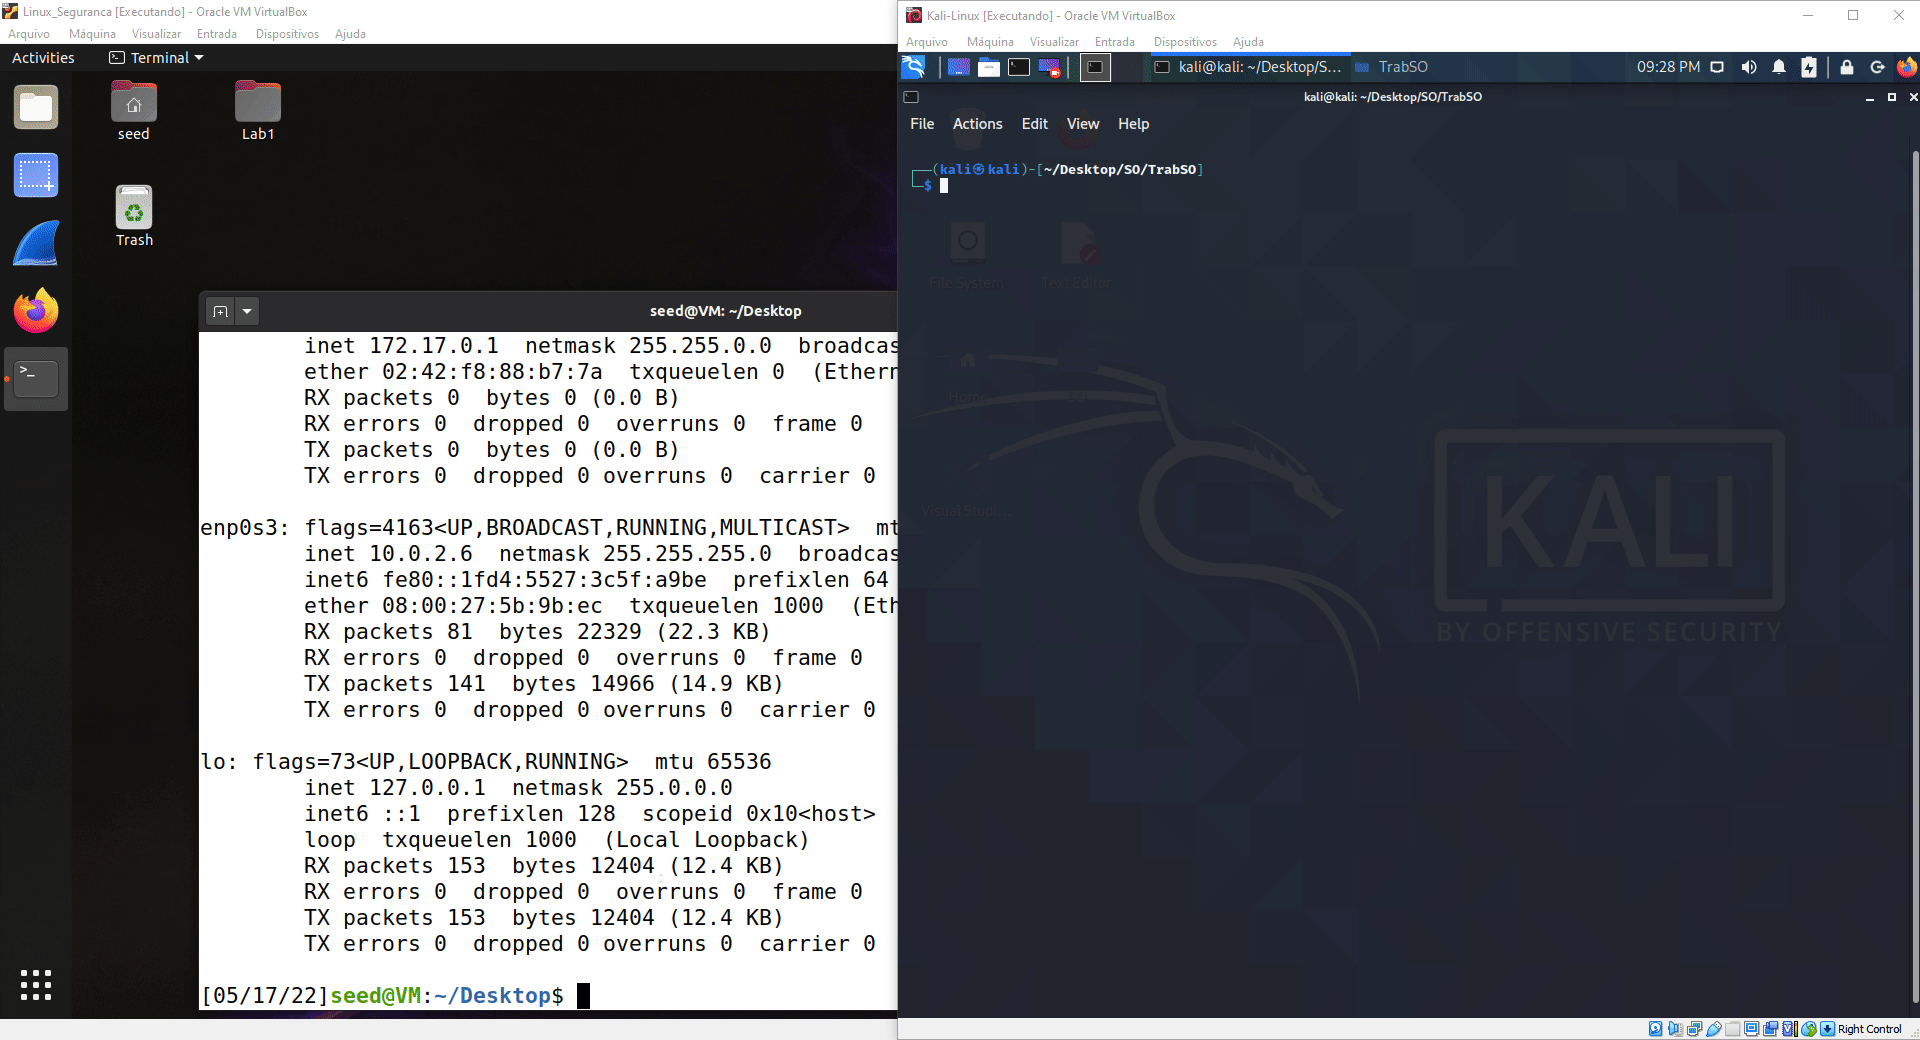 Linux_Seguranca [Executando] - Oracle VM VirtualBox
Arquivo Máquina Visualizar Entrada Dispositivos Ajuda
Activities Terminal
seed
Lab1
Trash
seed@VM: ~/Desktop
inet 172.17.0.1  netmask 255.255.0.0  broadcas
ether 02:42:f8:88:b7:7a  txqueuelen 0  (Ethern
RX packets 0  bytes 0 (0.0 B)
RX errors 0  dropped 0  overruns 0  frame 0
TX packets 0  bytes 0 (0.0 B)
TX errors 0  dropped 0 overruns 0  carrier 0
enp0s3: flags=4163<UP,BROADCAST,RUNNING,MULTICAST>  mt
inet 10.0.2.6  netmask 255.255.255.0  broadcas
inet6 fe80::1fd4:5527:3c5f:a9be  prefixlen 64
ether 08:00:27:5b:9b:ec  txqueuelen 1000  (Eth
RX packets 81  bytes 22329 (22.3 KB)
RX errors 0  dropped 0  overruns 0  frame 0
TX packets 141  bytes 14966 (14.9 KB)
TX errors 0  dropped 0 overruns 0  carrier 0
lo: flags=73<UP,LOOPBACK,RUNNING>  mtu 65536
inet 127.0.0.1  netmask 255.0.0.0
inet6 ::1  prefixlen 128  scopeid 0x10<host>
loop  txqueuelen 1000  (Local Loopback)
RX packets 153  bytes 12404 (12.4 KB)
RX errors 0  dropped 0  overruns 0  frame 0
TX packets 153  bytes 12404 (12.4 KB)
TX errors 0  dropped 0 overruns 0  carrier 0
[05/17/22]seed@VM:~/Desktop$
Kali-Linux [Executando] - Oracle VM VirtualBox
Arquivo Máquina Visualizar Entrada Dispositivos Ajuda
kali@kali: ~/Desktop/S... TrabSO 09:28 PM
kali@kali: ~/Desktop/SO/TrabSO
File Actions Edit View Help
(kali㉿kali)-[~/Desktop/SO/TrabSO]
$
File System Text Editor
Home
Visual Studi...
KALI
BY OFFENSIVE SECURITY
Right Control